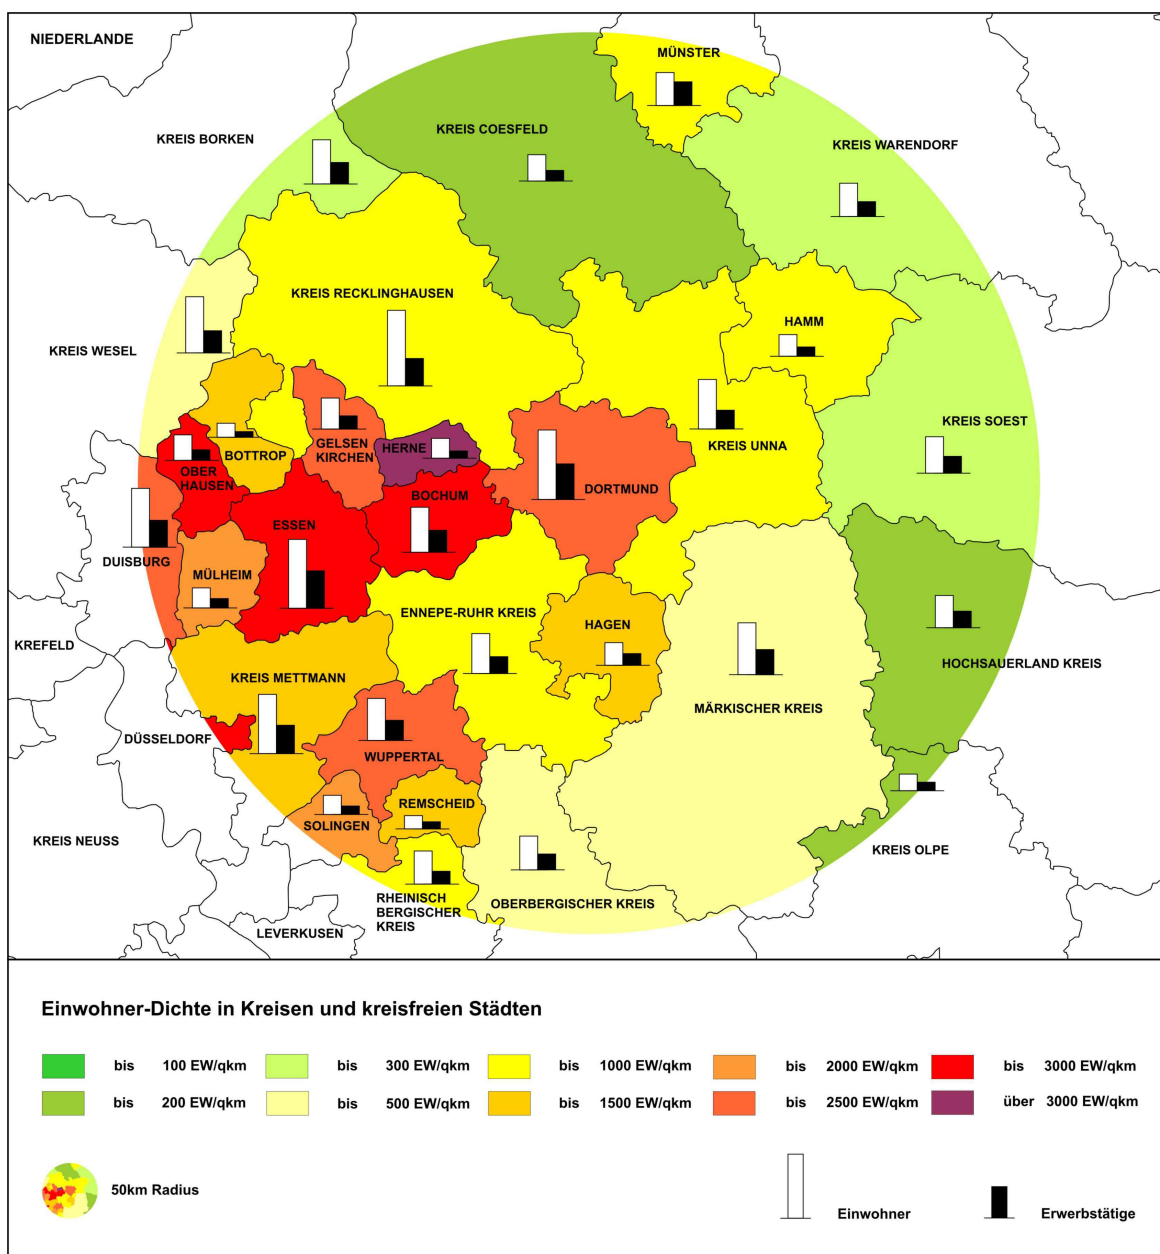 NIEDERLANDE
MÜNSTER
KREIS BORKEN
KREIS COESFELD
KREIS WARENDORF
KREIS RECKLINGHAUSEN
HAMM
KREIS WESEL
KREIS SOEST
GELSEN
KIRCHEN
HERNE
KREIS UNNA
BOTTROP
OBER
HAUSEN
BOCHUM
DORTMUND
ESSEN
DUISBURG
MÜLHEIM
ENNEPE-RUHR KREIS
HAGEN
KREFELD
HOCHSAUERLAND KREIS
KREIS METTMANN
MÄRKISCHER KREIS
DÜSSELDORF
WUPPERTAL
REMSCHEID
SOLINGEN
KREIS NEUSS
KREIS OLPE
RHEINISCH
BERGISCHER
KREIS
OBERBERGISCHER KREIS
LEVERKUSEN
Einwohner-Dichte in Kreisen und kreisfreien Städten
bis 100 EW/qkm bis 300 EW/qkm bis 1000 EW/qkm bis 2000 EW/qkm bis 3000 EW/qkm
bis 200 EW/qkm bis 500 EW/qkm bis 1500 EW/qkm bis 2500 EW/qkm über 3000 EW/qkm
50km Radius
Einwohner Erwerbstätige